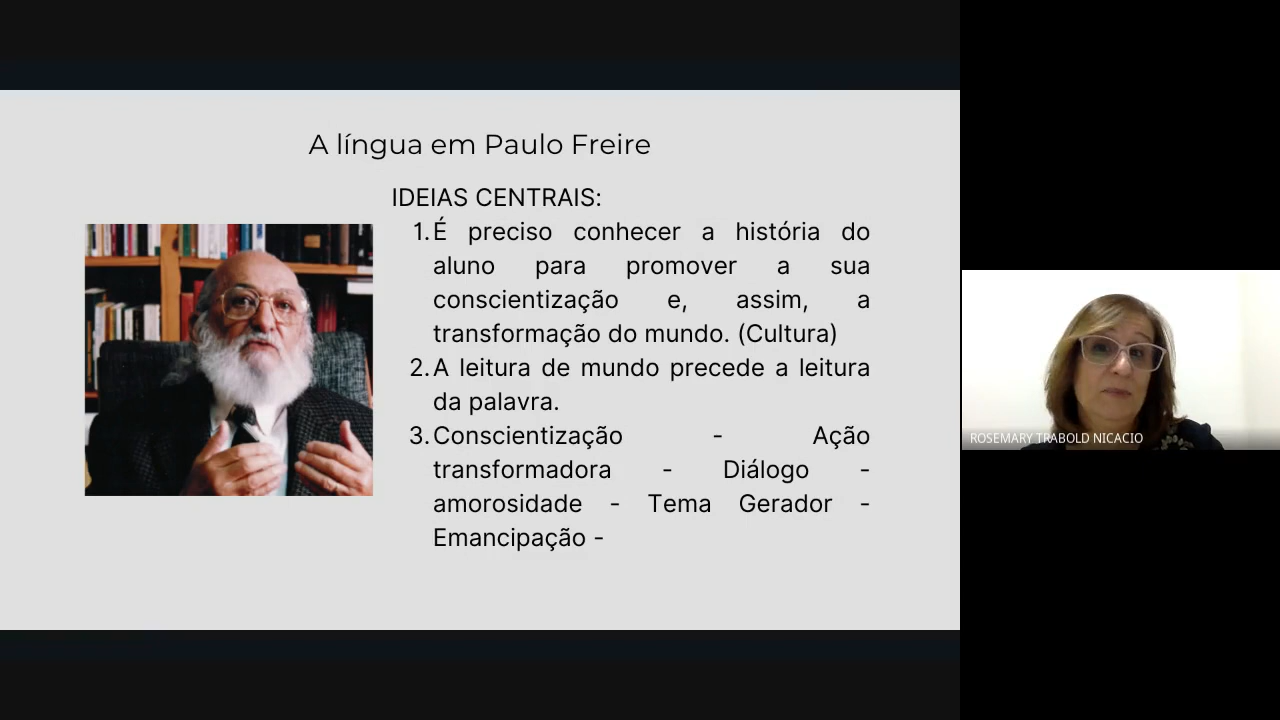 A língua em Paulo Freire
IDEIAS CENTRAIS:
1. É preciso conhecer a história do
aluno para promover a sua
conscientização e, assim, a
transformação do mundo. (Cultura)
2. A leitura de mundo precede a leitura
da palavra.
3. Conscientização - Ação
transformadora - Diálogo -
amorosidade - Tema Gerador -
Emancipação -
ROSEMARY TRABOLD NICACIO